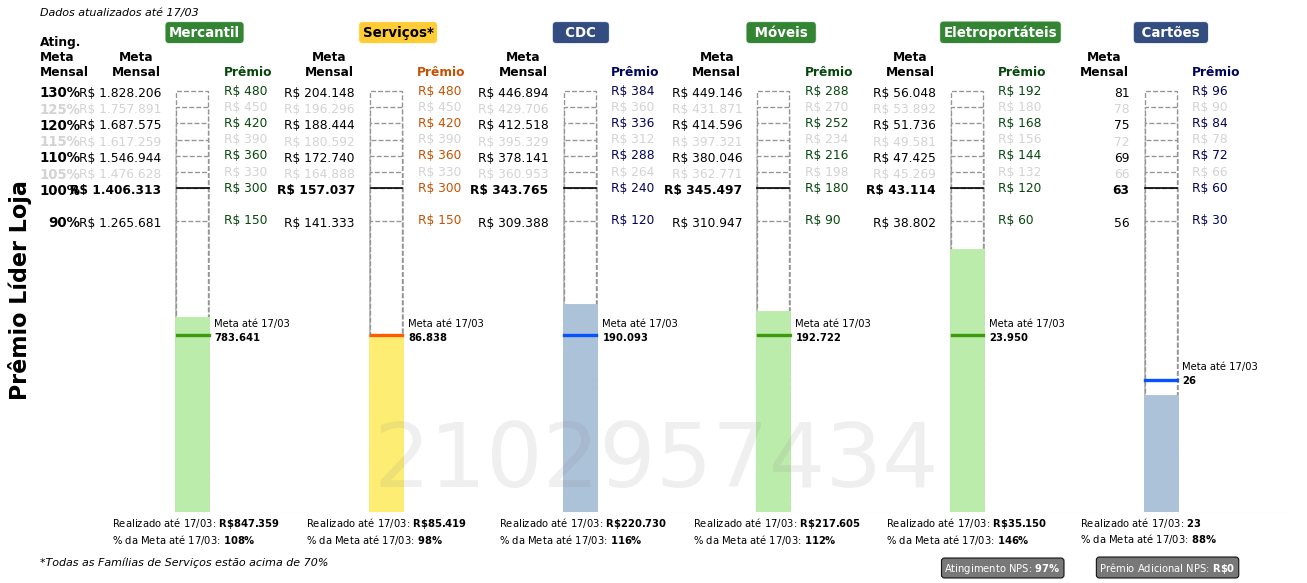 Dados atualizados até 17/03
Mercantil Serviços* CDC Móveis Eletroportáteis Cartões
Ating.
Meta Meta Meta Meta Meta Meta Meta
Mensal Mensal Prêmio Mensal Prêmio Mensal Prêmio Mensal Prêmio Mensal Prêmio Mensal Prêmio
130% R$ 1.828.206 R$ 480 R$ 204.148 R$ 480 R$ 446.894 R$ 384 R$ 449.146 R$ 288 R$ 56.048 R$ 192 81 R$ 96
125% R$ 1.757.891 R$ 450 R$ 196.296 R$ 450 R$ 429.706 R$ 360 R$ 431.871 R$ 270 R$ 53.892 R$ 180 78 R$ 90
120% R$ 1.687.575 R$ 420 R$ 188.444 R$ 420 R$ 412.518 R$ 336 R$ 414.596 R$ 252 R$ 51.736 R$ 168 75 R$ 84
115% R$ 1.617.259 R$ 390 R$ 180.592 R$ 390 R$ 395.329 R$ 312 R$ 397.321 R$ 234 R$ 49.581 R$ 156 72 R$ 78
110% R$ 1.546.944 R$ 360 R$ 172.740 R$ 360 R$ 378.141 R$ 288 R$ 380.046 R$ 216 R$ 47.425 R$ 144 69 R$ 72
105% R$ 1.476.628 R$ 330 R$ 164.888 R$ 330 R$ 360.953 R$ 264 R$ 362.771 R$ 198 R$ 45.269 R$ 132 66 R$ 66
100% R$ 1.406.313 R$ 300 R$ 157.037 R$ 300 R$ 343.765 R$ 240 R$ 345.497 R$ 180 R$ 43.114 R$ 120 63 R$ 60
90% R$ 1.265.681 R$ 150 R$ 141.333 R$ 150 R$ 309.388 R$ 120 R$ 310.947 R$ 90 R$ 38.802 R$ 60 56 R$ 30
Prêmio Líder Loja
Meta até 17/03 Meta até 17/03 Meta até 17/03 Meta até 17/03 Meta até 17/03
783.641 86.838 190.093 192.722 23.950
Meta até 17/03
26
2102957434
Realizado até 17/03: R$847.359 Realizado até 17/03: R$85.419 Realizado até 17/03: R$220.730 Realizado até 17/03: R$217.605 Realizado até 17/03: R$35.150 Realizado até 17/03: 23
% da Meta até 17/03: 108% % da Meta até 17/03: 98% % da Meta até 17/03: 116% % da Meta até 17/03: 112% % da Meta até 17/03: 146% % da Meta até 17/03: 88%
*Todas as Famílias de Serviços estão acima de 70% Atingimento NPS: 97% Prêmio Adicional NPS: R$0